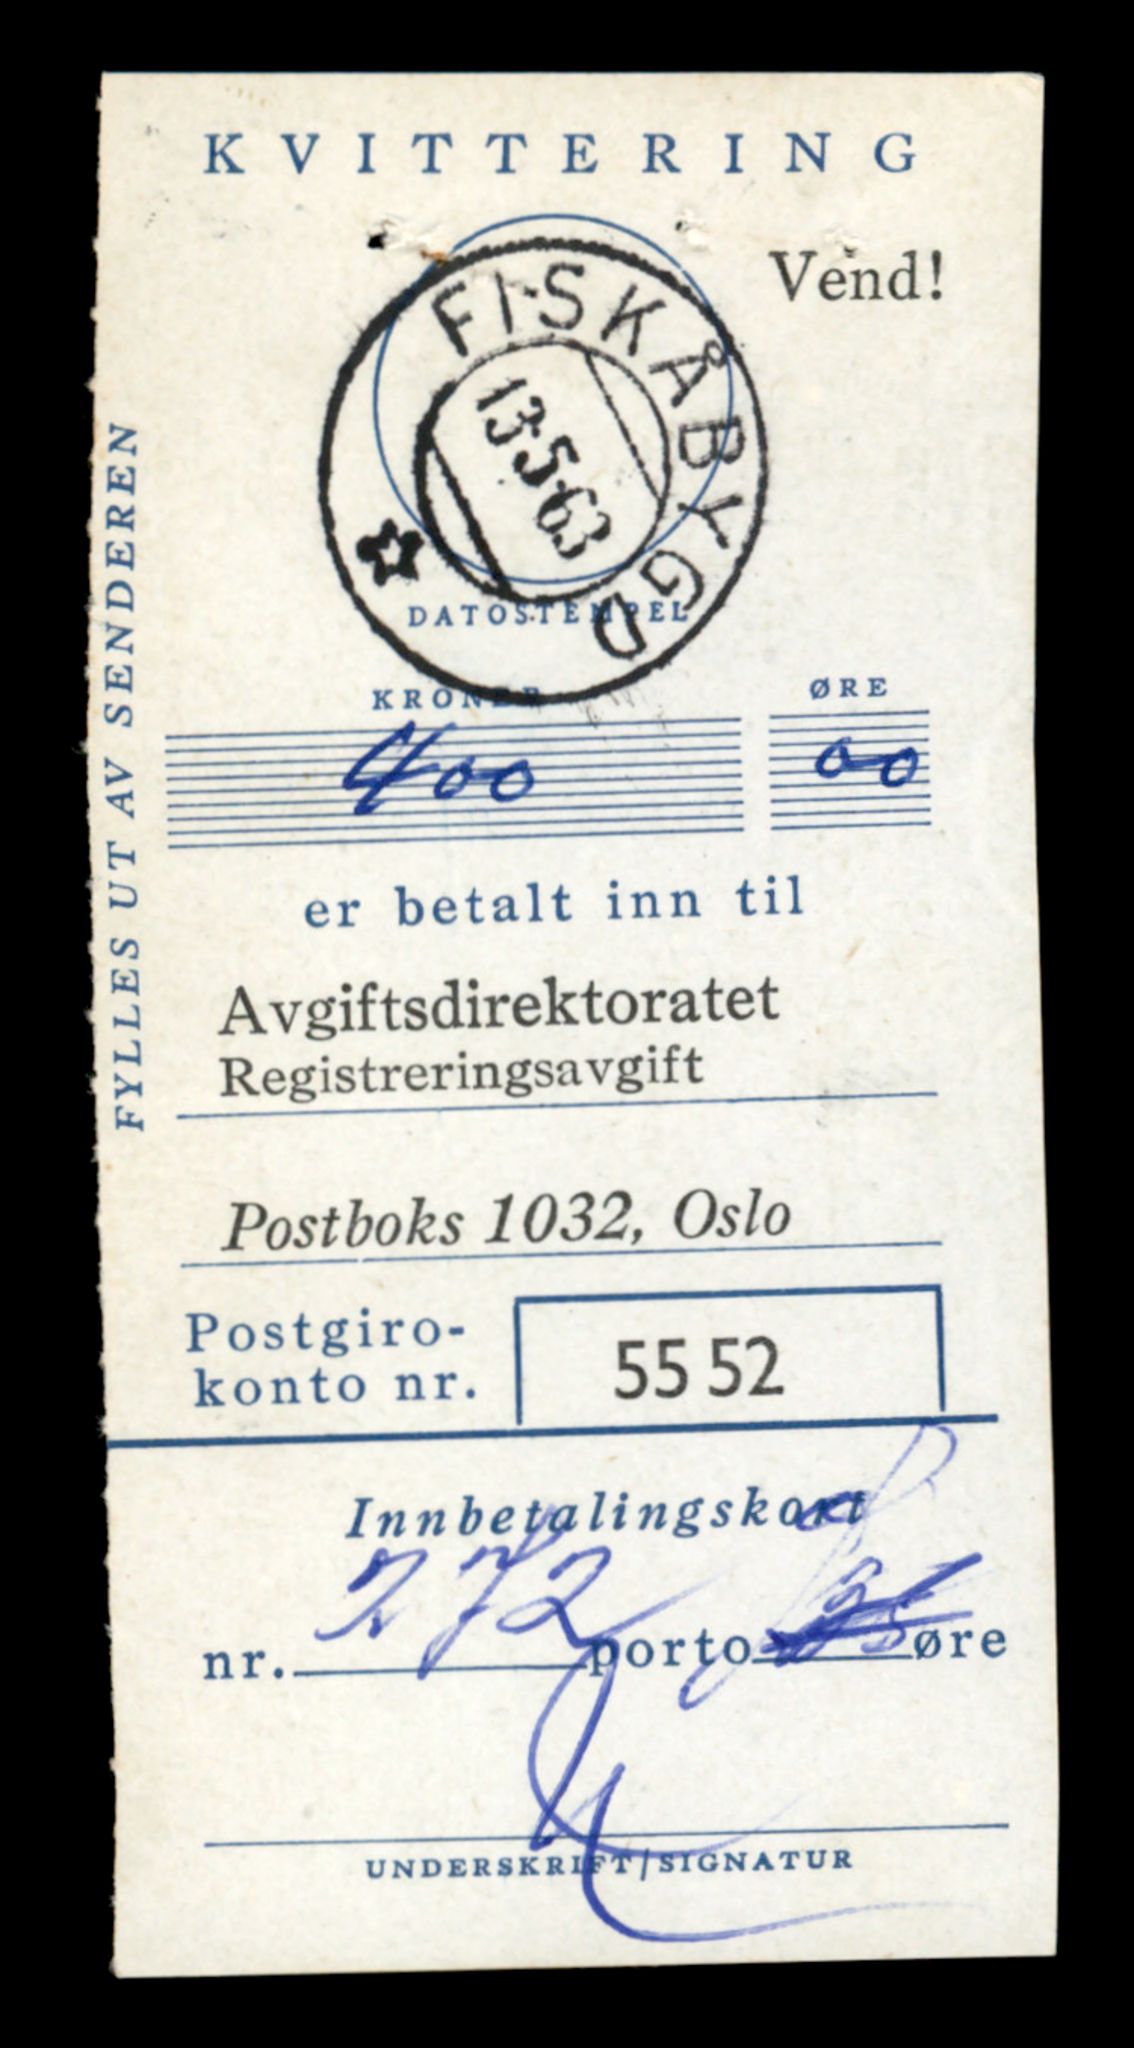 KVITTERING
Vend!
FISKÅBYGD
13-5-63
DATOSTEMPEL
FYLLES UT AV SENDEREN
KRONER ØRE
400 00
er betalt inn til
Avgiftsdirektoratet
Registreringsavgift
Postboks 1032, Oslo
Postgiro-
konto nr. 55 52
Innbetalingskort
nr. 272 porto øre
UNDERSKRIFT/SIGNATUR